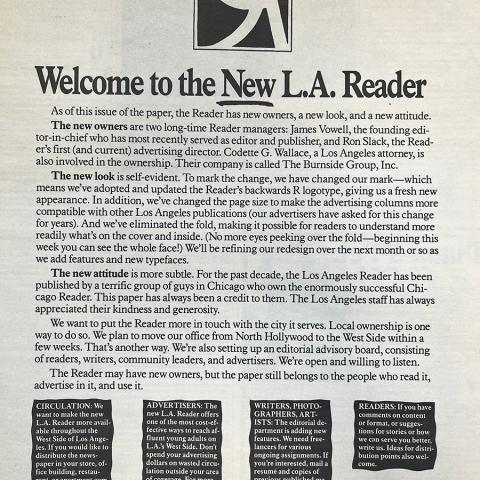 Welcome to the New L.A. Reader
As of this issue of the paper, the Reader has new owners, a new look, and a new attitude.
The new owners are two long-time Reader managers: James Vowell, the founding edi-
tor-in-chief who has most recently served as editor and publisher, and Ron Slack, the Read-
er's first (and current) advertising director. Codette G. Wallace, a Los Angeles attorney, is
also involved in the ownership. Their company is called The Burnside Group, Inc.
The new look is self-evident. To mark the change, we have changed our mark—which
means we've adopted and updated the Reader's backwards R logotype, giving us a fresh new
appearance. In addition, we've changed the page size to make the advertising columns more
compatible with other Los Angeles publications (our advertisers have asked for this change
for years). And we've eliminated the fold, making it possible for readers to understand more
readily what's on the cover and inside. (No more eyes peeking over the fold—beginning this
week you can see the whole face!) We'll be refining our redesign over the next month or so as
we add features and new typefaces.
The new attitude is more subtle. For the past decade, the Los Angeles Reader has been
published by a terrific group of guys in Chicago who own the enormously successful Chi-
cago Reader. This paper has always been a credit to them. The Los Angeles staff has always
appreciated their kindness and generosity.
We want to put the Reader more in touch with the city it serves. Local ownership is one
way to do so. We plan to move our office from North Hollywood to the West Side within a
few weeks. That's another way. We're also setting up an editorial advisory board, consisting
of readers, writers, community leaders, and advertisers. We're open and willing to listen.
The Reader may have new owners, but the paper still belongs to the people who read it,
advertise in it, and use it.
CIRCULATION: We
want to make the new
L.A. Reader more avail-
able throughout the
West Side of Los Ange-
les. If you would like to
distribute the news-
paper in your store, of-
fice building, restau-
ADVERTISERS: The
new L.A. Reader offers
one of the most cost-ef-
fective ways to reach af-
fluent young adults on
L.A.'s West Side. Don't
spend your advertising
dollars on wasted circu-
lation outside your area
of coverage. For more
WRITERS, PHOTO-
GRAPHERS, ART-
ISTS: The editorial de-
partment is adding new
features. We need free-
lancers for various
ongoing assignments. If
you're interested, mail a
resume and copies of
previous published
READERS: If you have
comments on content
or format, or sugges-
tions for stories or how
we can serve you better,
write us. Ideas for distri-
bution points also wel-
come.